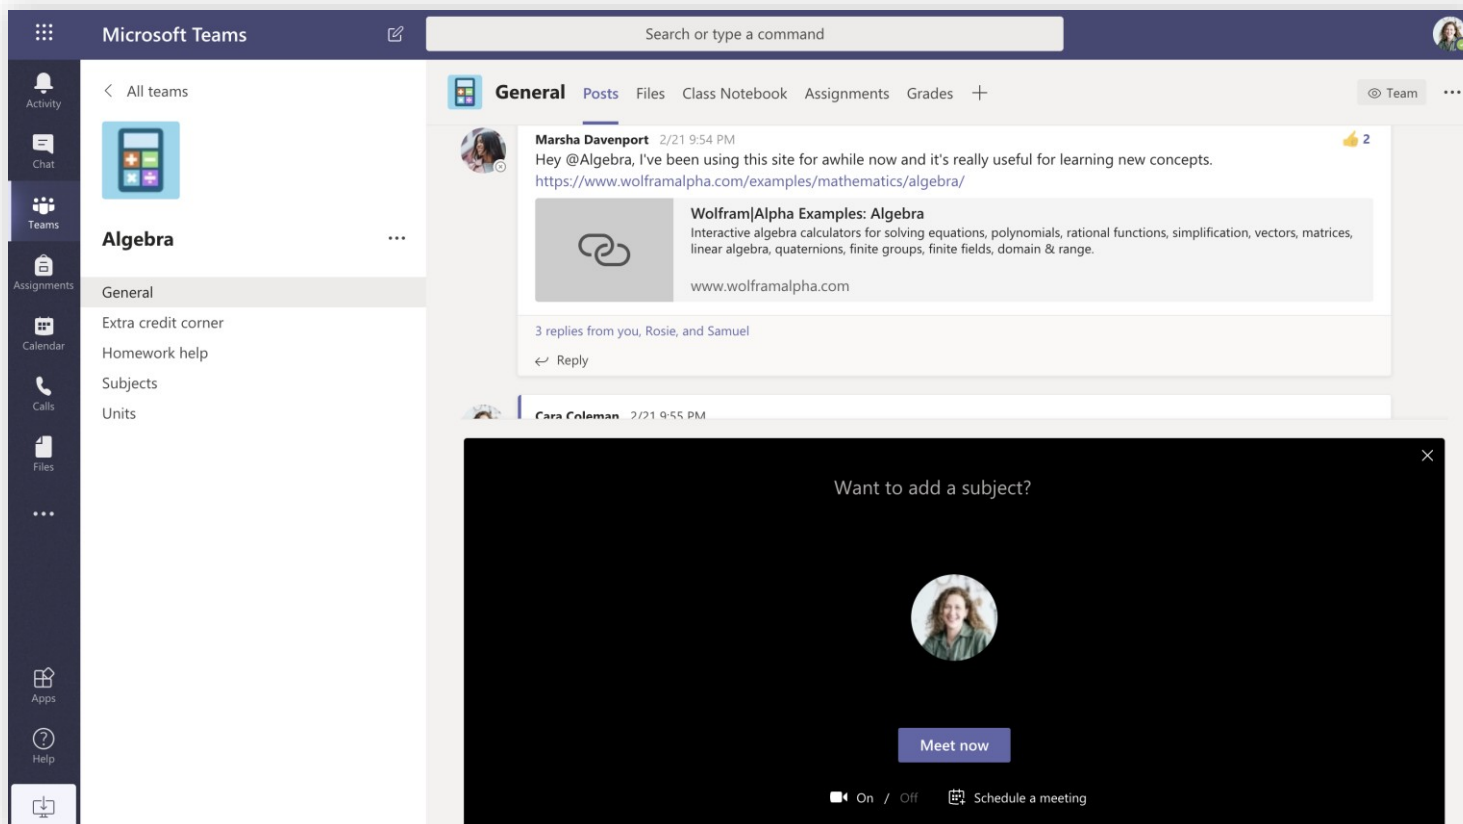 Microsoft Teams
Search or type a command
Activity
Chat
Teams
Assignments
Calendar
Calls
Files
Apps
Help
All teams
Algebra
General
Extra credit corner
Homework help
Subjects
Units
General Posts Files Class Notebook Assignments Grades
Team
Marsha Davenport 2/21 9:54 PM
2
Hey @Algebra, I've been using this site for awhile now and it's really useful for learning new concepts.
https://www.wolframalpha.com/examples/mathematics/algebra/
Wolfram|Alpha Examples: Algebra
Interactive algebra calculators for solving equations, polynomials, rational functions, simplification, vectors, matrices,
linear algebra, quaternions, finite groups, finite fields, domain & range.
www.wolframalpha.com
3 replies from you, Rosie, and Samuel
Reply
Cara Coleman 2/21 9:55 PM
Want to add a subject?
Meet now
On / Off Schedule a meeting